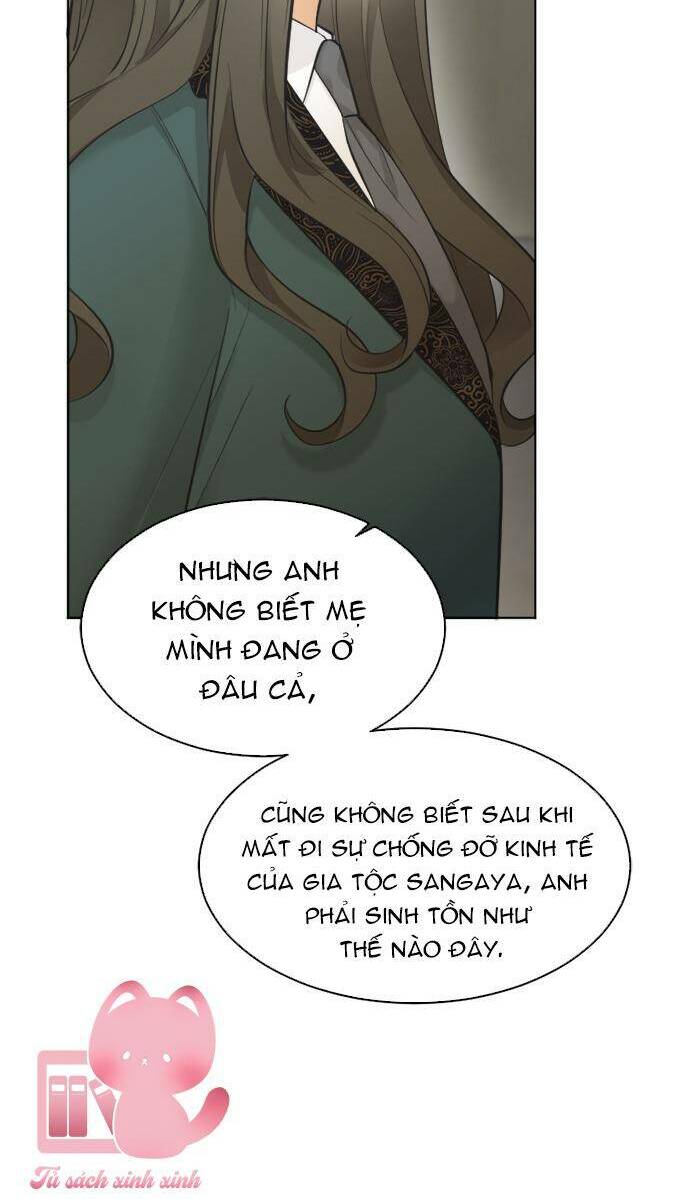 NHƯNG ANH
KHÔNG BIẾT MẸ
MÌNH ĐANG Ở
ĐÂU CẢ,
CŨNG KHÔNG BIẾT SAU KHI
MẤT ĐI SỰ CHỐNG ĐỠ KINH TẾ
CỦA GIA TỘC SANGAYA, ANH
PHẢI SINH TỒN NHƯ
THẾ NÀO ĐÂY.
Tủ sách xinh xinh